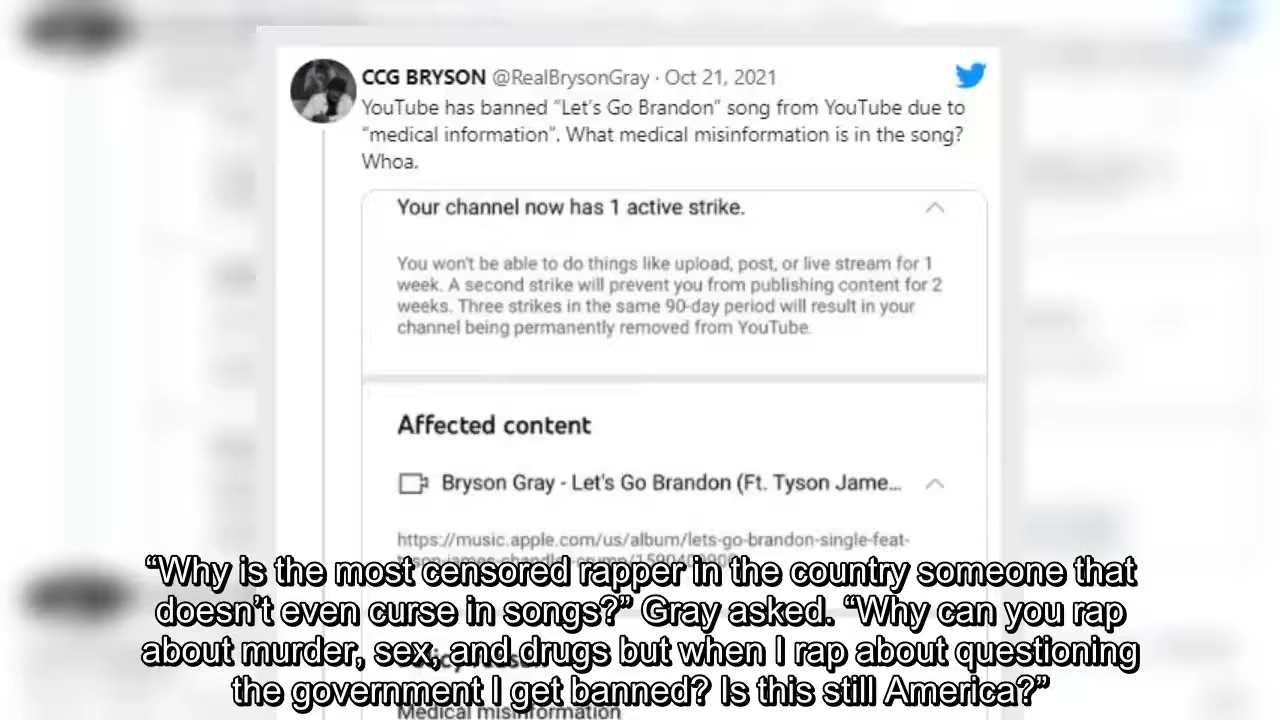 CCG BRYSON @RealBrysonGray · Oct 21, 2021
YouTube has banned “Let's Go Brandon” song from YouTube due to
“medical information”. What medical misinformation is in the song?
Whoa.
Your channel now has 1 active strike.
You won't be able to do things like upload, post, or live stream for 1
week. A second strike will prevent you from publishing content for 2
weeks. Three strikes in the same 90-day period will result in your
channel being permanently removed from YouTube.
Affected content
Bryson Gray - Let's Go Brandon (Ft. Tyson Jame...
https://music.apple.com/us/album/lets-go-brandon-single-feat-
“Why is the most censored rapper in the country someone that
doesn’t even curse in songs?” Gray asked. “Why can you rap
about murder, sex, and drugs but when I rap about questioning
the government I get banned? Is this still America?”
Medical misinformation